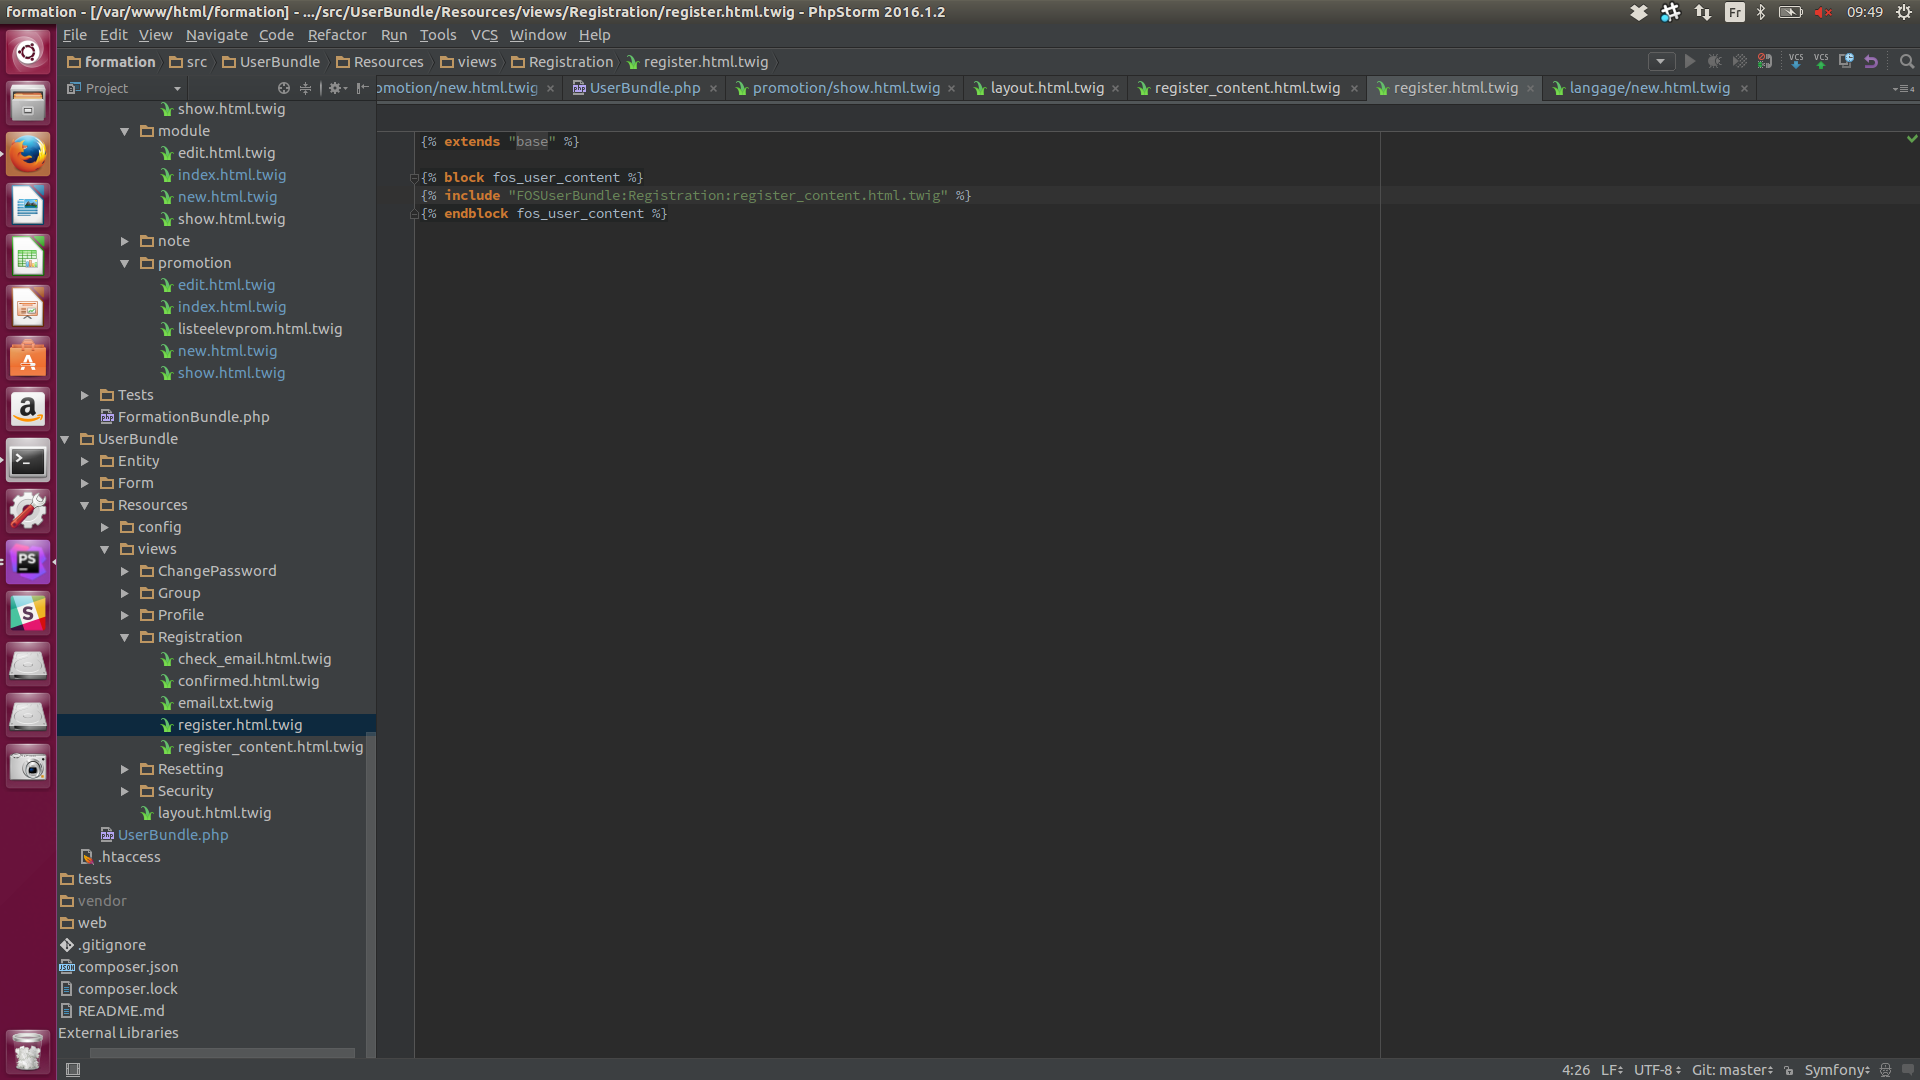 formation - [/var/www/html/formation] - .../src/UserBundle/Resources/views/Registration/register.html.twig - PhpStorm 2016.1.2
Fr
09:49
File Edit View Navigate Code Refactor Run Tools VCS Window Help
formation src UserBundle Resources views Registration register.html.twig
VCS VCS
Project
omotion/new.html.twig UserBundle.php promotion/show.html.twig layout.html.twig register_content.html.twig register.html.twig langage/new.html.twig
4
show.html.twig
module
edit.html.twig
index.html.twig
new.html.twig
show.html.twig
note
promotion
edit.html.twig
index.html.twig
listeelevprom.html.twig
new.html.twig
show.html.twig
Tests
FormationBundle.php
UserBundle
Entity
Form
Resources
config
views
ChangePassword
Group
Profile
Registration
check_email.html.twig
confirmed.html.twig
email.txt.twig
register.html.twig
register_content.html.twig
Resetting
Security
layout.html.twig
UserBundle.php
.htaccess
tests
vendor
web
.gitignore
composer.json
composer.lock
README.md
External Libraries
{% extends "base" %}
{% block fos_user_content %}
{% include "FOSUserBundle:Registration:register_content.html.twig" %}
{% endblock fos_user_content %}
4:26 LF UTF-8 Git: master Symfony